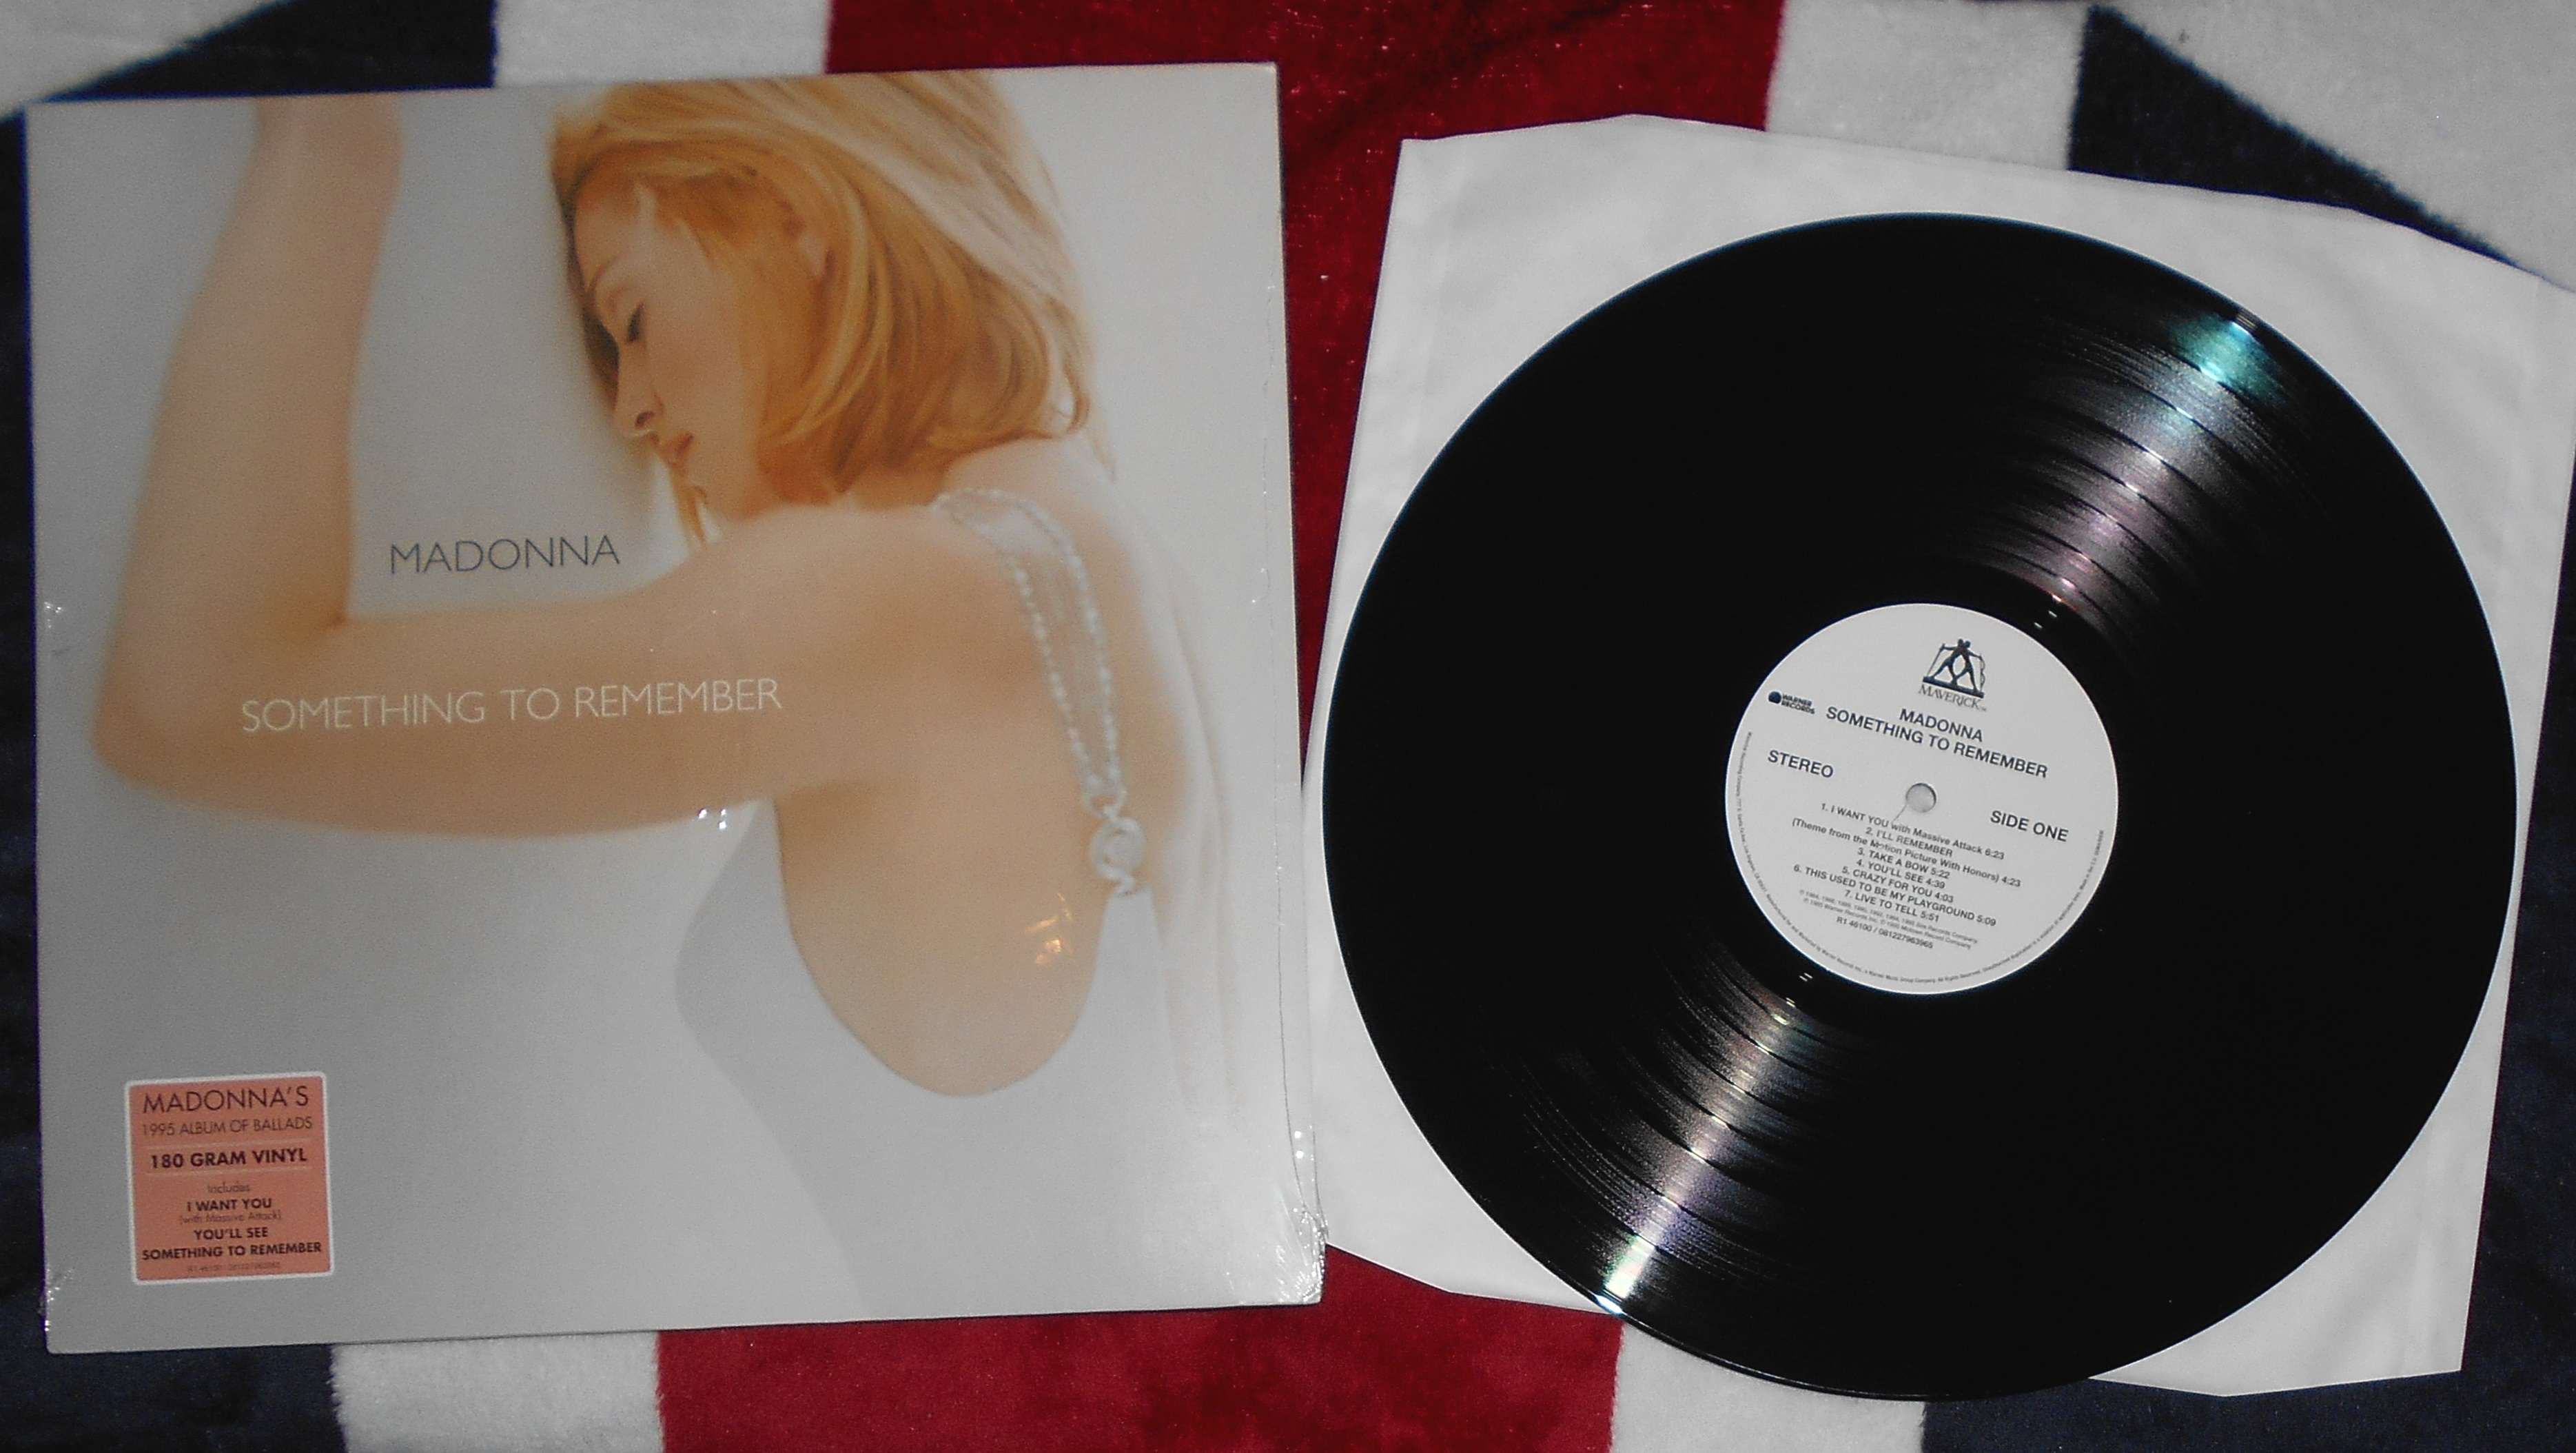 MADONNA
SOMETHING TO REMEMBER
MADONNA'S
1995 ALBUM OF BALLADS
180 GRAM VINYL
Includes
I WANT YOU
(with Massive Attack)
YOU'LL SEE
SOMETHING TO REMEMBER
R1 46100 / 081227963965
MAVERICK
WARNER
RECORDS
MADONNA
SOMETHING TO REMEMBER
STEREO
SIDE ONE
1. I WANT YOU with Massive Attack 6:23
2. I'LL REMEMBER
(Theme from the Motion Picture With Honors) 4:23
3. TAKE A BOW 5:22
4. YOU'LL SEE 4:39
5. CRAZY FOR YOU 4:03
6. THIS USED TO BE MY PLAYGROUND 5:09
7. LIVE TO TELL 5:51
R1 46100 / 081227963965